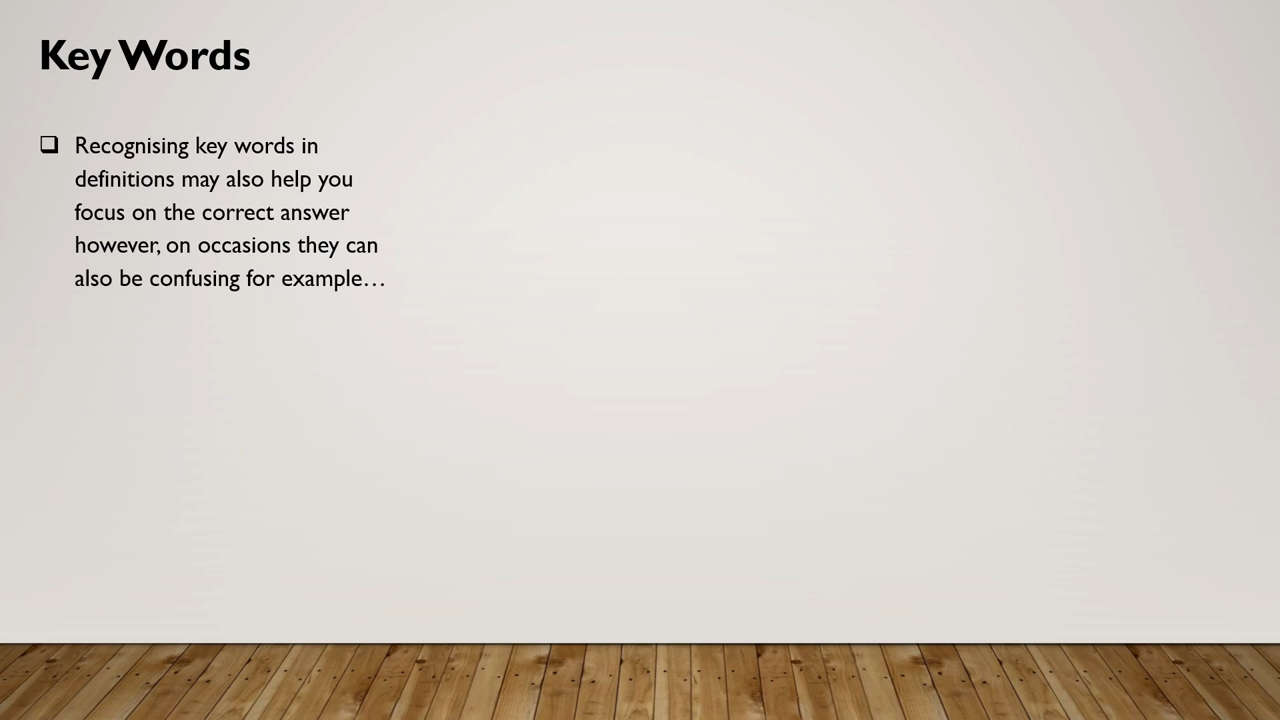 Key Words
Recognising key words in
definitions may also help you
focus on the correct answer
however, on occasions they can
also be confusing for example…